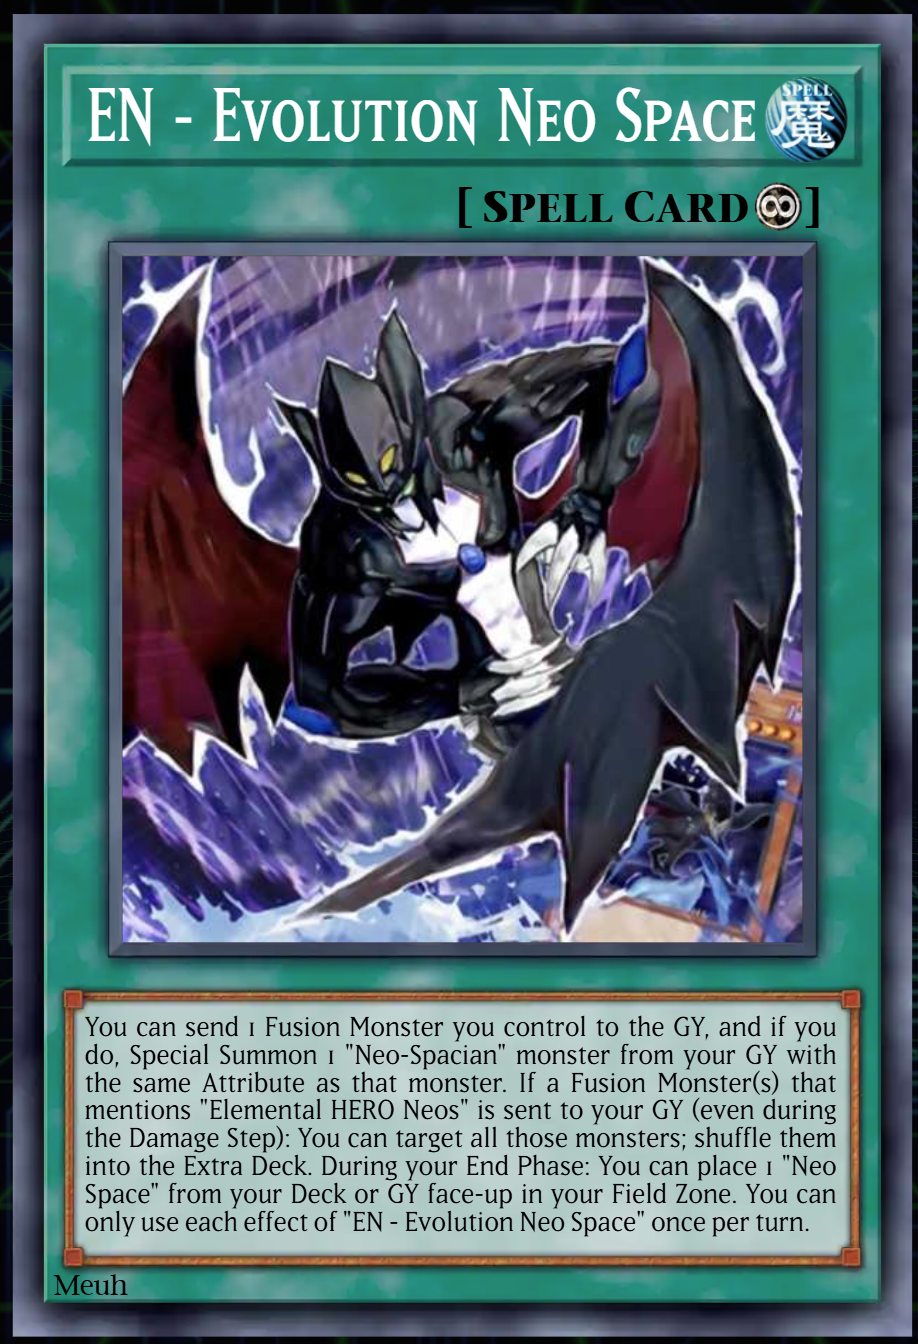 EN - Evolution Neo Space
SPELL
魔
[ Spell Card ∞ ]
You can send 1 Fusion Monster you control to the GY, and if you
do, Special Summon 1 "Neo-Spacian" monster from your GY with
the same Attribute as that monster. If a Fusion Monster(s) that
mentions "Elemental HERO Neos" is sent to your GY (even during
the Damage Step): You can target all those monsters; shuffle them
into the Extra Deck. During your End Phase: You can place 1 "Neo
Space" from your Deck or GY face-up in your Field Zone. You can
only use each effect of "EN - Evolution Neo Space" once per turn.
Meuh